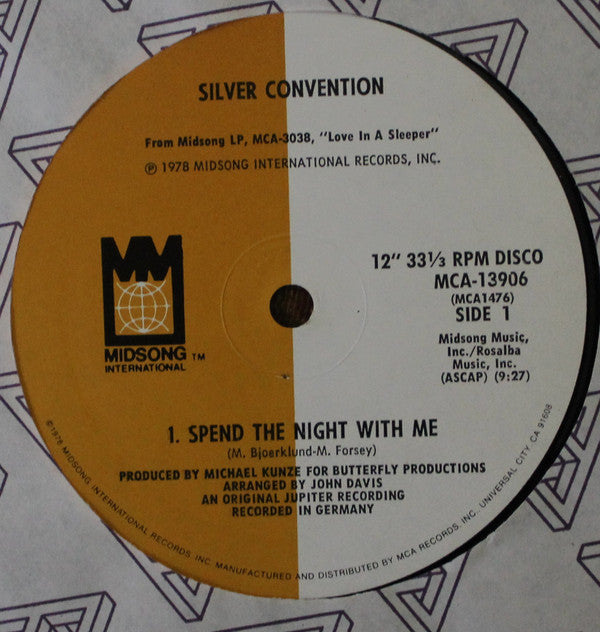 SILVER CONVENTION
From Midsong LP, MCA-3038, "Love In A Sleeper"
℗ 1978 MIDSONG INTERNATIONAL RECORDS, INC.
MM
MIDSONG ™
INTERNATIONAL
12" 33⅓ RPM DISCO
MCA-13906
(MCA1476)
SIDE 1
Midsong Music,
Inc./Rosalba
Music, Inc.
(ASCAP) (9:27)
1. SPEND THE NIGHT WITH ME
(M. Bjoerklund-M. Forsey)
PRODUCED BY MICHAEL KUNZE FOR BUTTERFLY PRODUCTIONS
ARRANGED BY JOHN DAVIS
AN ORIGINAL JUPITER RECORDING
RECORDED IN GERMANY
©1978 MIDSONG INTERNATIONAL RECORDS, INC. MANUFACTURED AND DISTRIBUTED BY MCA RECORDS, INC., UNIVERSAL CITY, CA 91608